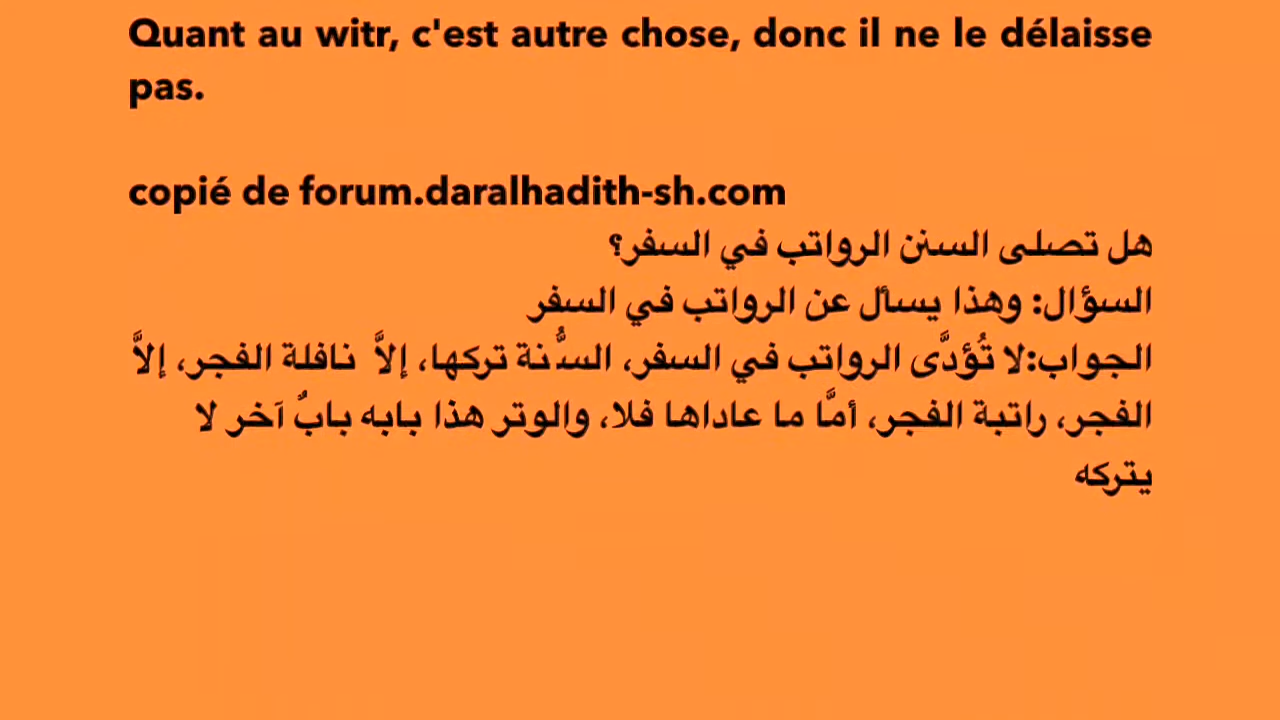 Quant au witr, c'est autre chose, donc il ne le délaisse
pas.
copié de forum.daralhadith-sh.com
هل تصلى السنن الرواتب في السفر؟
السؤال: وهذا يسأل عن الرواتب في السفر
الجواب:لا تُؤدَّى الرواتب في السفر، السُّنة تركها، إلاَّ نافلة الفجر، إلاَّ
الفجر، راتبة الفجر، أمَّا ما عاداها فلا، والوتر هذا بابه بابٌ آخر لا
يتركه